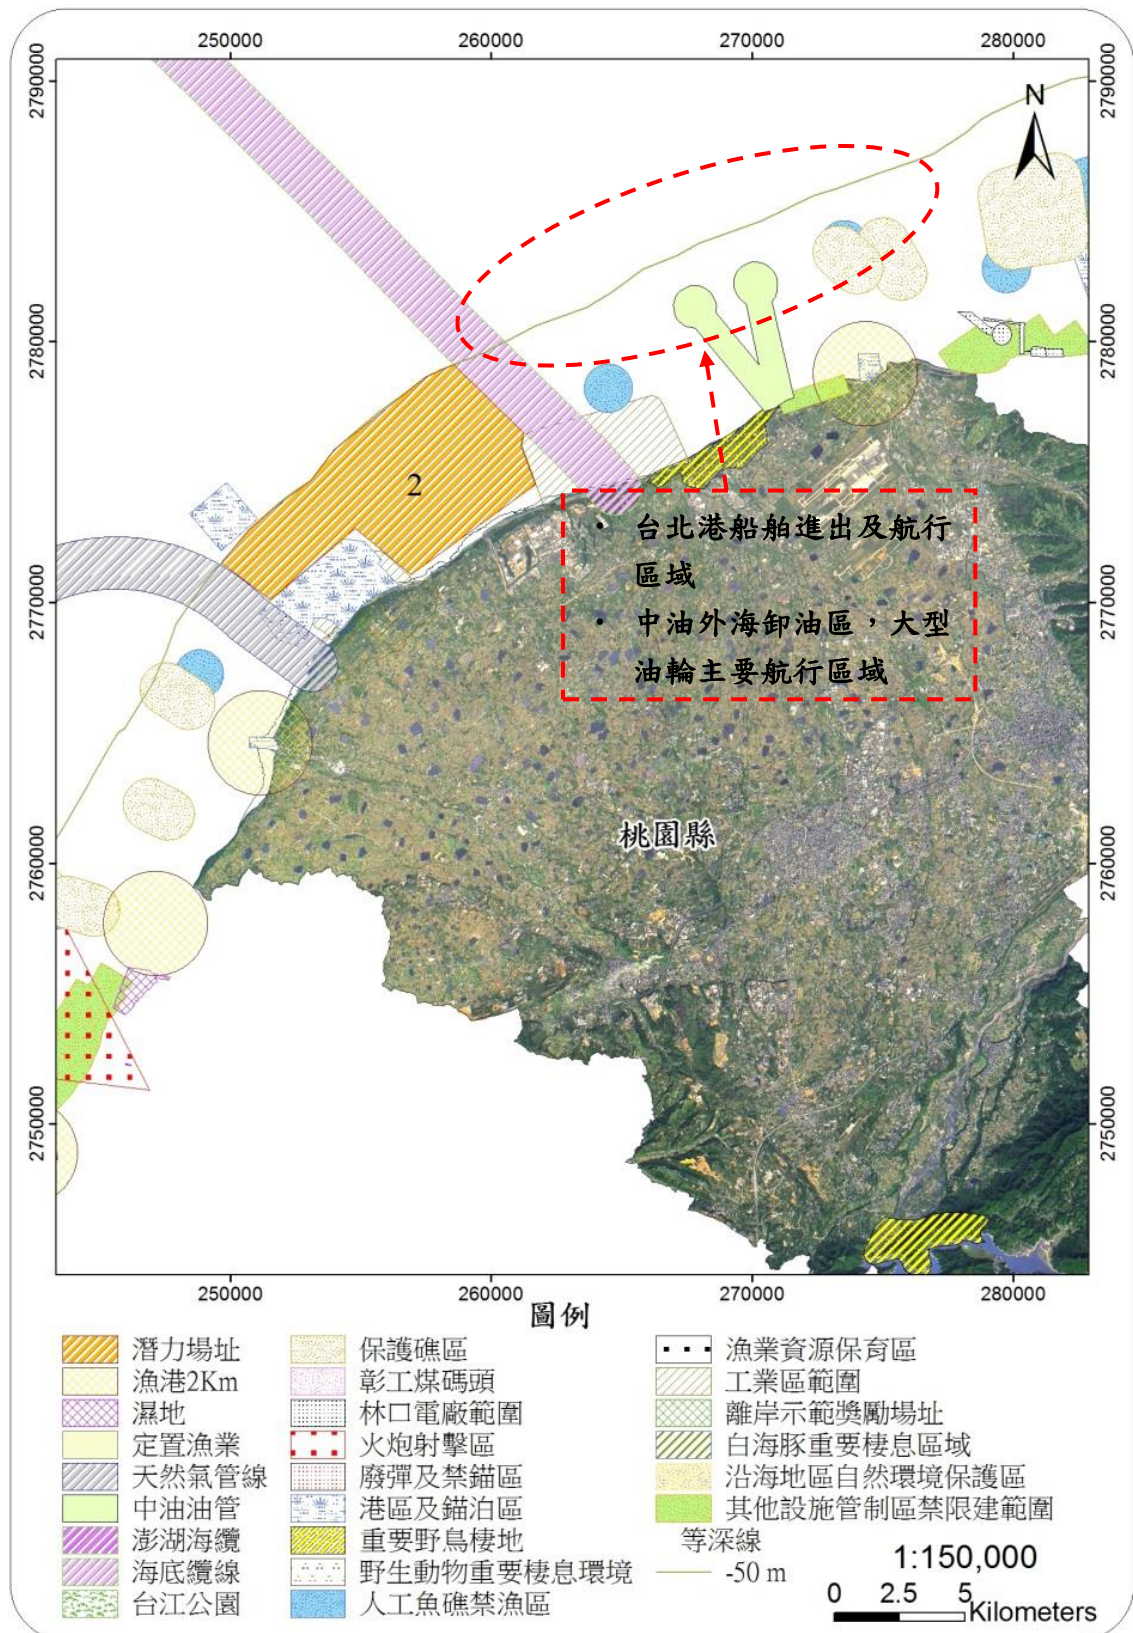 250000
260000
270000
280000
2790000
2790000
N
2780000
2780000
2
・ 台北港船舶進出及航行
區域
・ 中油外海卸油區，大型
油輪主要航行區域
2770000
2770000
桃園縣
2760000
2760000
2750000
2750000
250000
260000
270000
280000
圖例
潛力場址
漁港2Km
濕地
定置漁業
天然氣管線
中油油管
澎湖海纜
海底纜線
台江公園
保護礁區
彰工煤碼頭
林口電廠範圍
火炮射擊區
廢彈及禁錨區
港區及錨泊區
重要野鳥棲地
野生動物重要棲息環境
人工魚礁禁漁區
漁業資源保育區
工業區範圍
離岸示範獎勵場址
白海豚重要棲息區域
沿海地區自然環境保護區
其他設施管制區禁限建範圍
等深線
-50 m
1:150,000
0 2.5 5
Kilometers